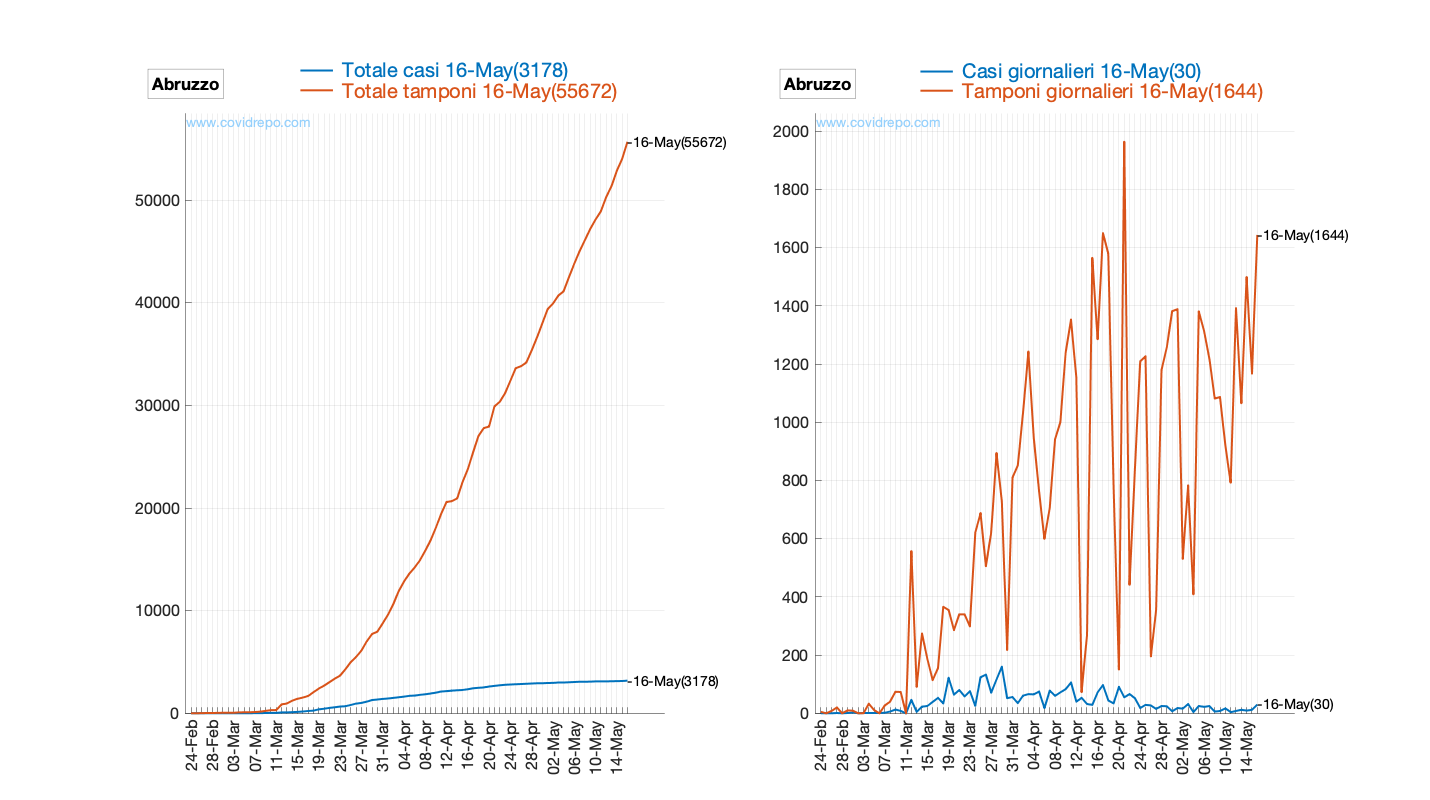 Abruzzo
Totale casi 16-May(3178)
Totale tamponi 16-May(55672)
www.covidrepo.com
16-May(55672)
50000
40000
30000
20000
10000
0
16-May(3178)
24-Feb
28-Feb
03-Mar
07-Mar
11-Mar
15-Mar
19-Mar
23-Mar
27-Mar
31-Mar
04-Apr
08-Apr
12-Apr
16-Apr
20-Apr
24-Apr
28-Apr
02-May
06-May
10-May
14-May
Abruzzo
Casi giornalieri 16-May(30)
Tamponi giornalieri 16-May(1644)
www.covidrepo.com
2000
1800
1600
1400
1200
1000
800
600
400
200
0
16-May(1644)
16-May(30)
24-Feb
28-Feb
03-Mar
07-Mar
11-Mar
15-Mar
19-Mar
23-Mar
27-Mar
31-Mar
04-Apr
08-Apr
12-Apr
16-Apr
20-Apr
24-Apr
28-Apr
02-May
06-May
10-May
14-May